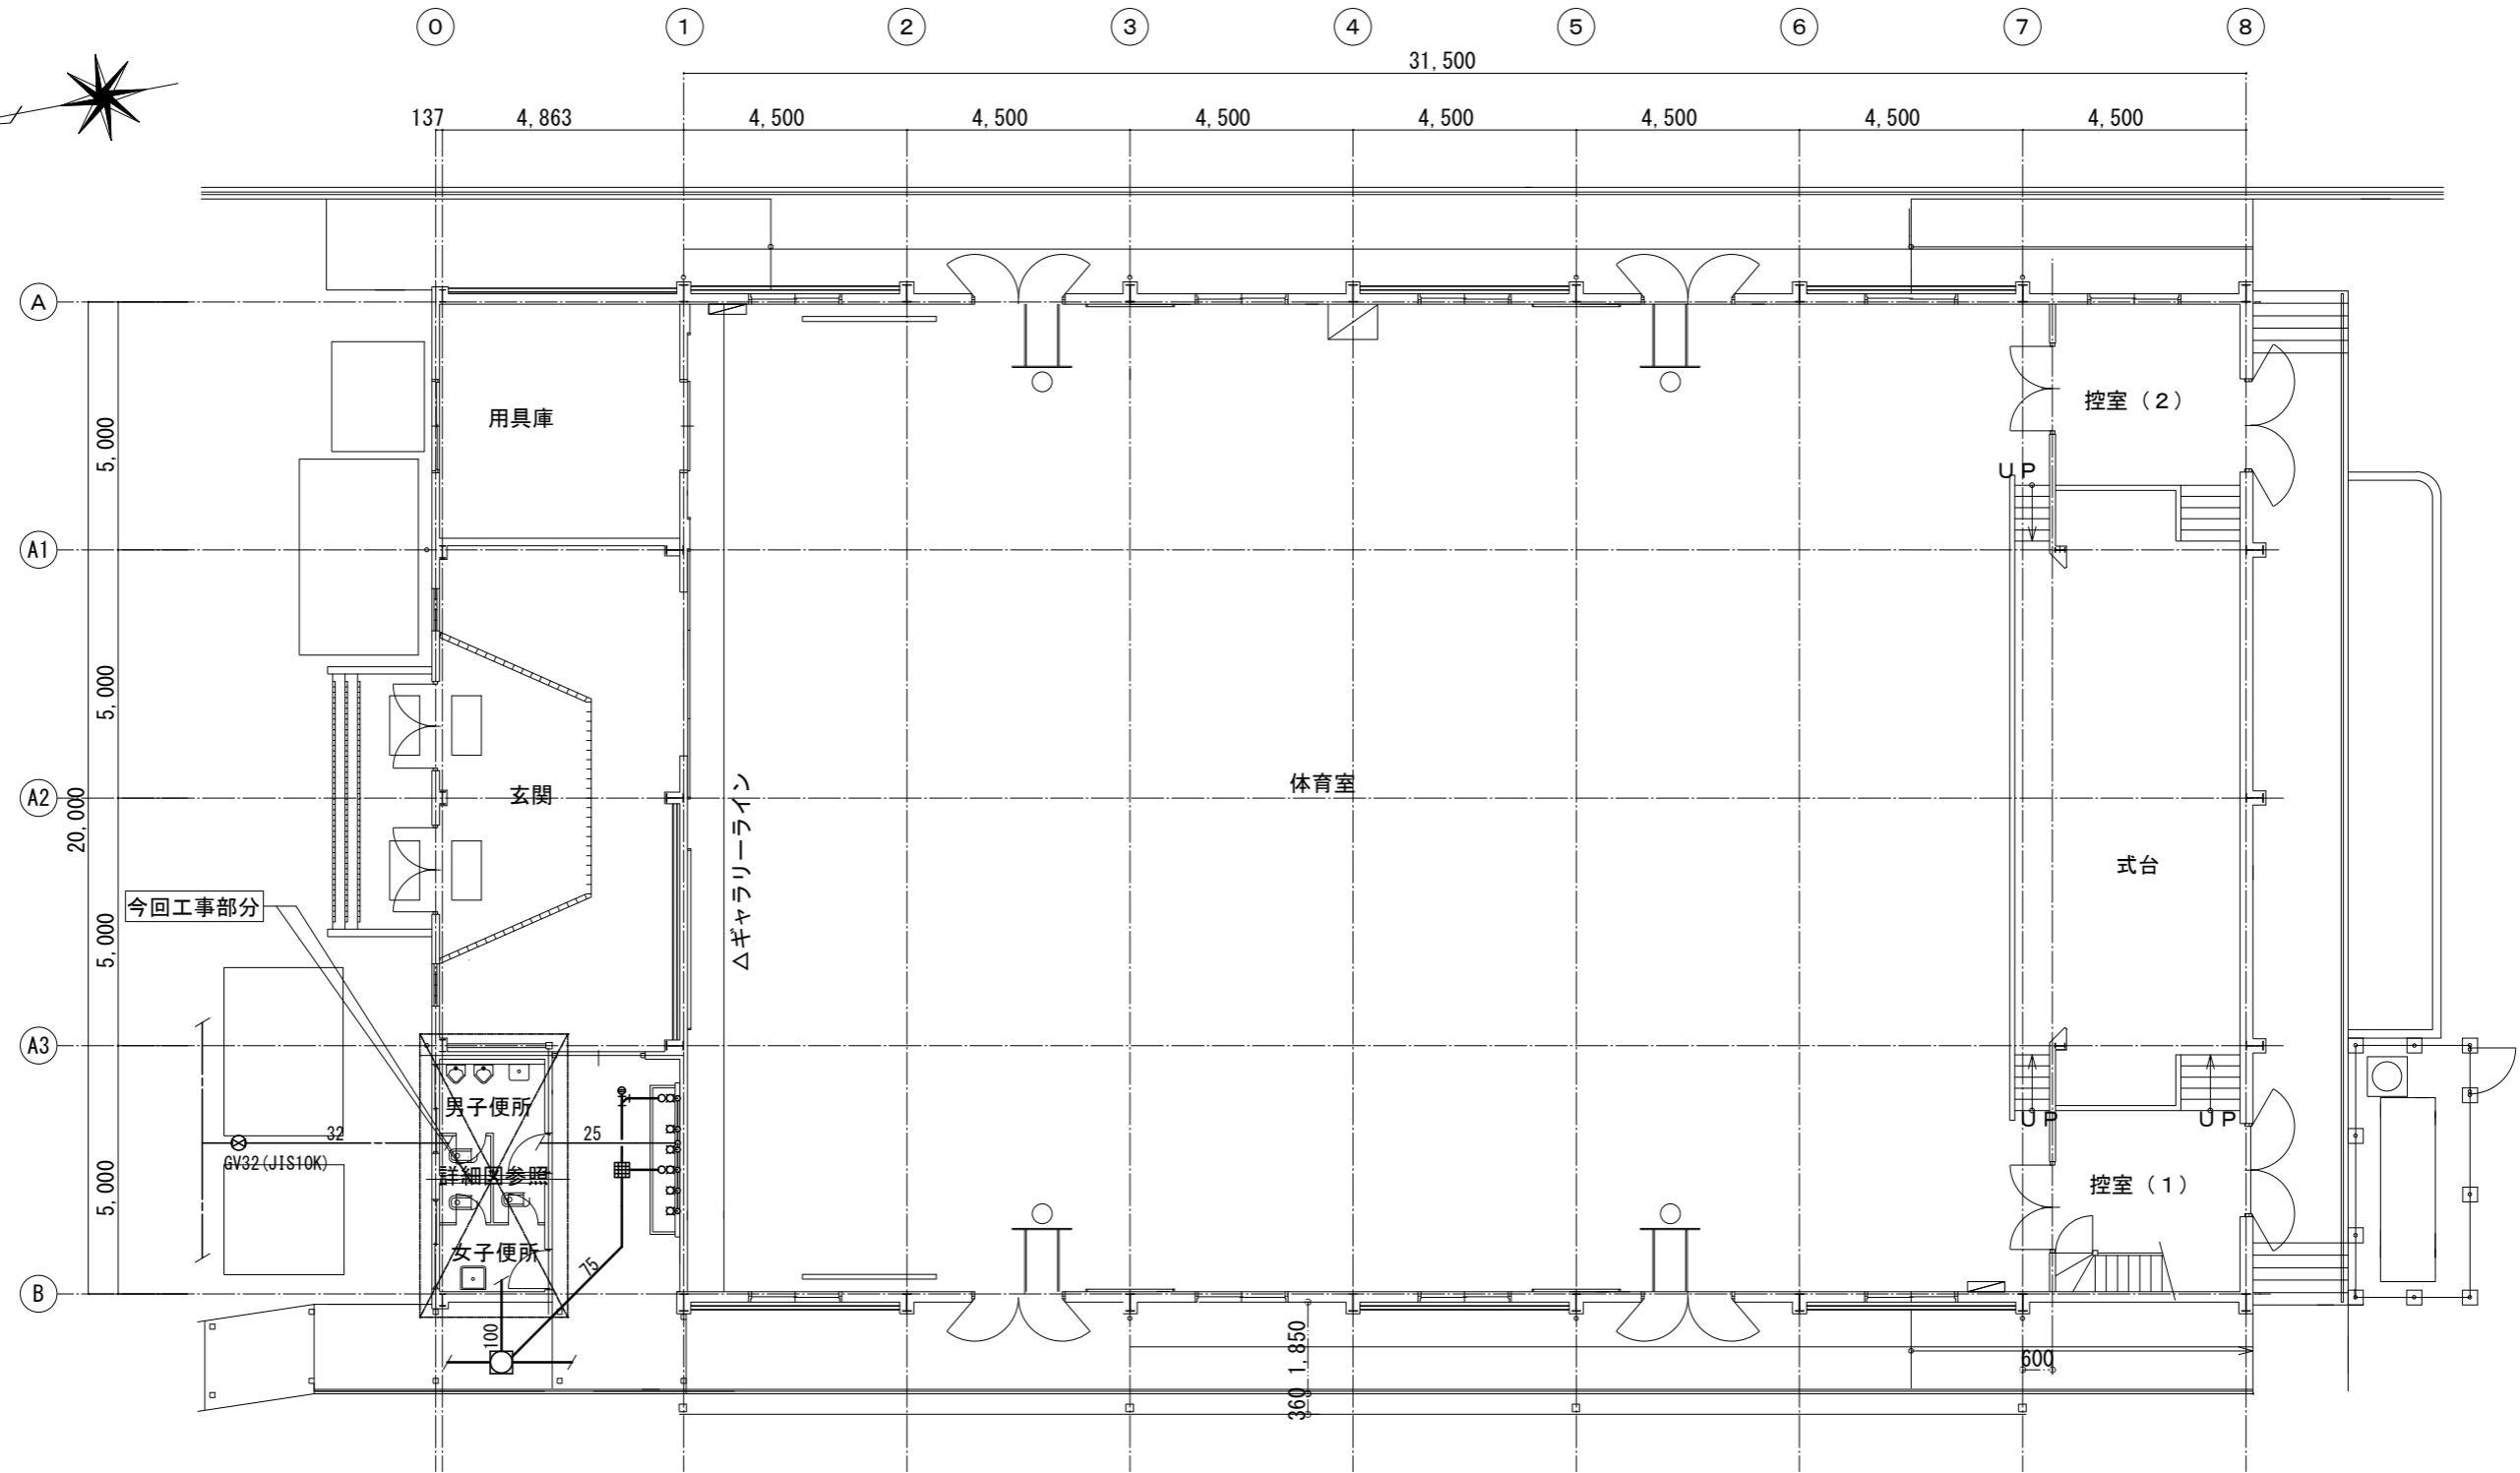 0 1 2 3 4 5 6 7 8
31,500
137 4,863 4,500 4,500 4,500 4,500 4,500 4,500 4,500
A
用具庫
控室(2)
5,000
UP
A1
5,000
A2
20,000
玄関
体育室
△ギャラリーライン
式台
今回工事部分
5,000
A3
男子便所
UP
UP
32
25
GV32(JIS10K)
詳細図参照
控室(1)
5,000
女子便所
75
B
100
1,850
600
360